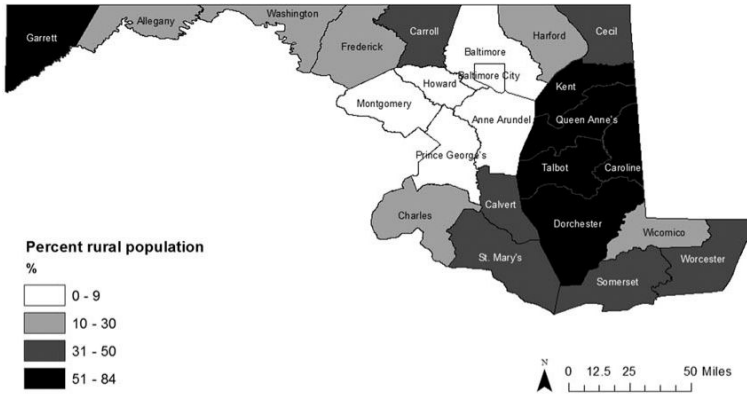 Garrett
Allegany
Washington
Frederick
Carroll
Baltimore
Harford
Cecil
Baltimore City
Howard
Kent
Montgomery
Anne Arundel
Queen Anne's
Prince George's
Talbot
Caroline
Calvert
Charles
Dorchester
Wicomico
St. Mary's
Worcester
Somerset
Percent rural population
%
0 - 9
10 - 30
31 - 50
51 - 84
N
0 12.5 25 50 Miles